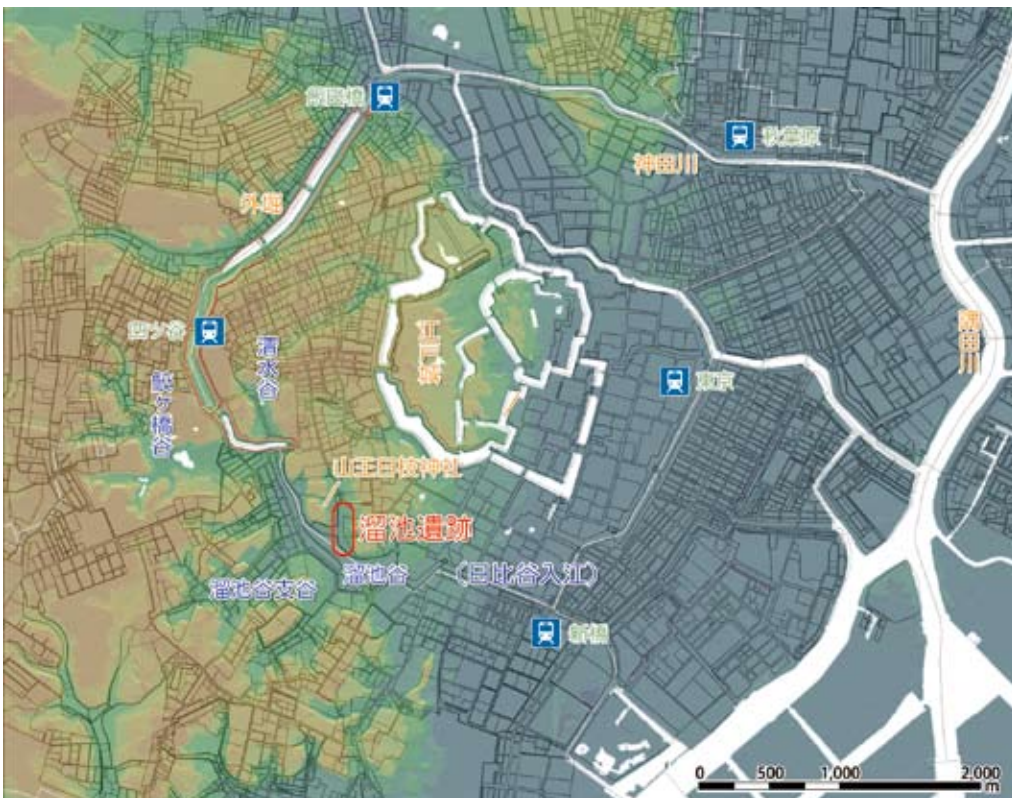 飯田橋
秋葉原
神田川
外堀
四ツ谷
清水谷
江戸城
隅田川
東京
鮫ヶ橋谷
山王日枝神社
溜池遺跡
溜池谷支谷
溜池谷
（日比谷入江）
新橋
0 500 1,000 2,000
m